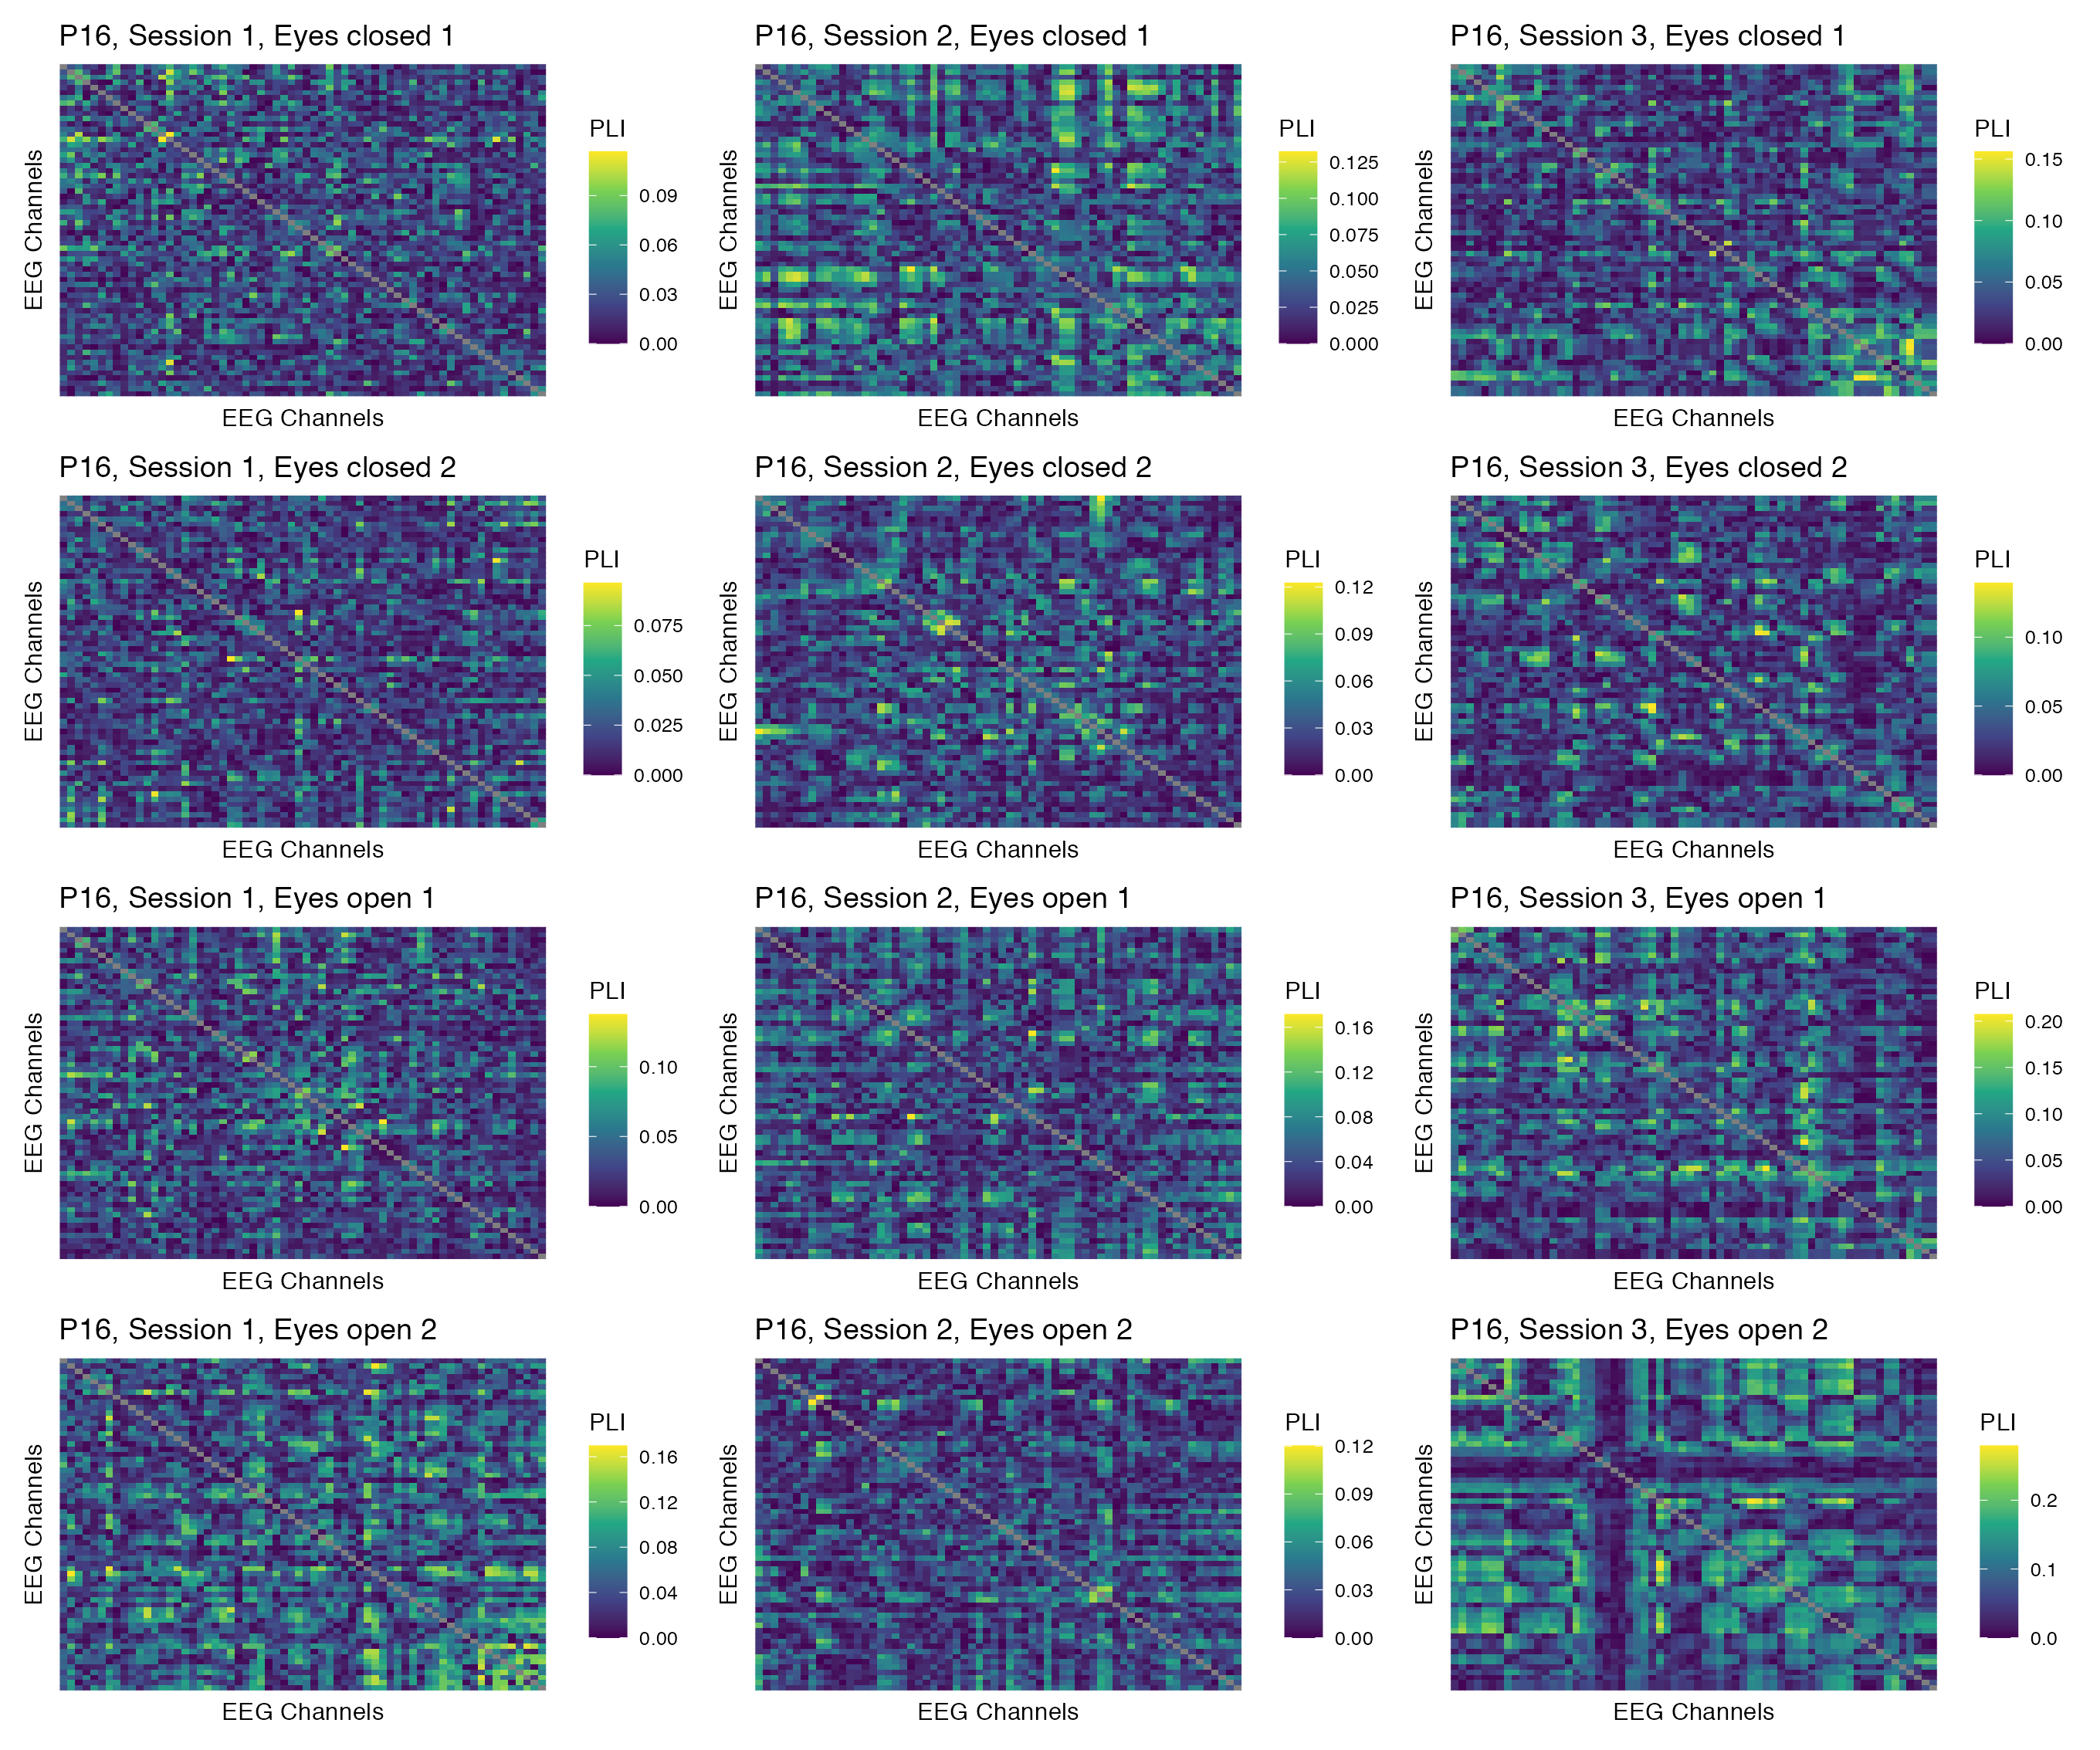 P16, Session 1, Eyes closed 1
EEG Channels
EEG Channels
PLI
0.09
0.06
0.03
0.00
P16, Session 2, Eyes closed 1
EEG Channels
EEG Channels
PLI
0.125
0.100
0.075
0.050
0.025
0.000
P16, Session 3, Eyes closed 1
EEG Channels
EEG Channels
PLI
0.15
0.10
0.05
0.00
P16, Session 1, Eyes closed 2
EEG Channels
EEG Channels
PLI
0.075
0.050
0.025
0.000
P16, Session 2, Eyes closed 2
EEG Channels
EEG Channels
PLI
0.12
0.09
0.06
0.03
0.00
P16, Session 3, Eyes closed 2
EEG Channels
EEG Channels
PLI
0.10
0.05
0.00
P16, Session 1, Eyes open 1
EEG Channels
EEG Channels
PLI
0.10
0.05
0.00
P16, Session 2, Eyes open 1
EEG Channels
EEG Channels
PLI
0.16
0.12
0.08
0.04
0.00
P16, Session 3, Eyes open 1
EEG Channels
EEG Channels
PLI
0.20
0.15
0.10
0.05
0.00
P16, Session 1, Eyes open 2
EEG Channels
EEG Channels
PLI
0.16
0.12
0.08
0.04
0.00
P16, Session 2, Eyes open 2
EEG Channels
EEG Channels
PLI
0.12
0.09
0.06
0.03
0.00
P16, Session 3, Eyes open 2
EEG Channels
EEG Channels
PLI
0.2
0.1
0.0